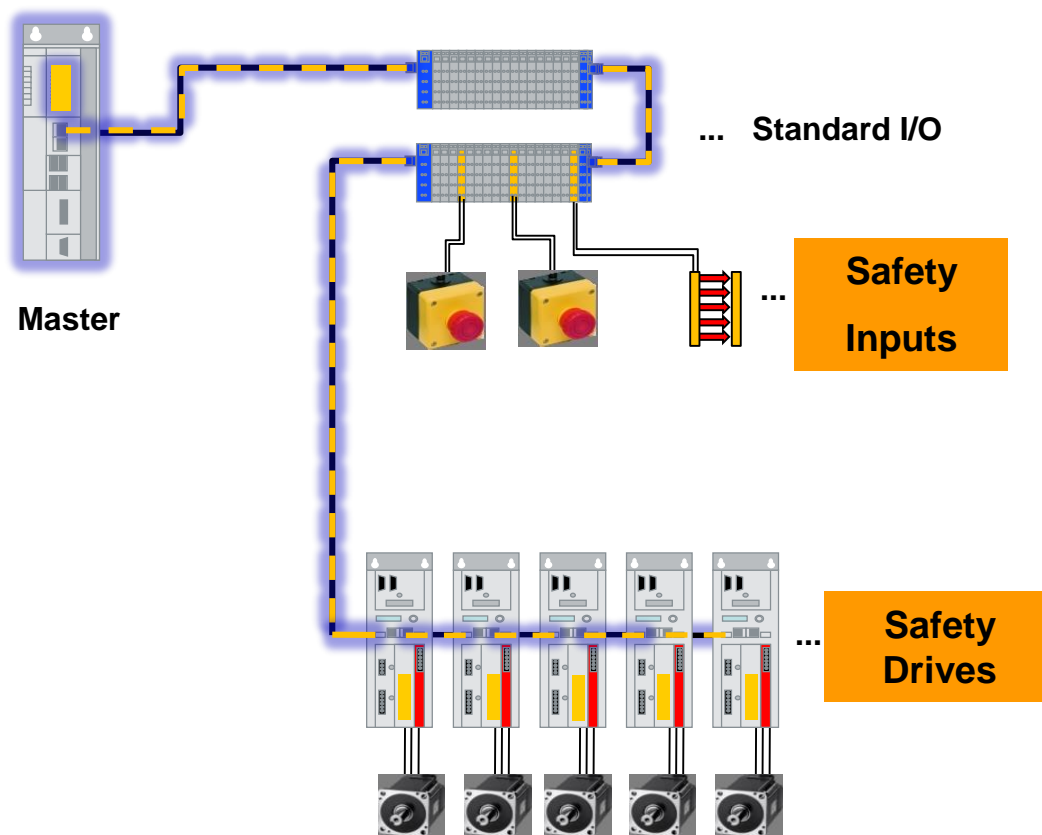 ... Standard I/O
Master
... Safety
Inputs
... Safety
Drives